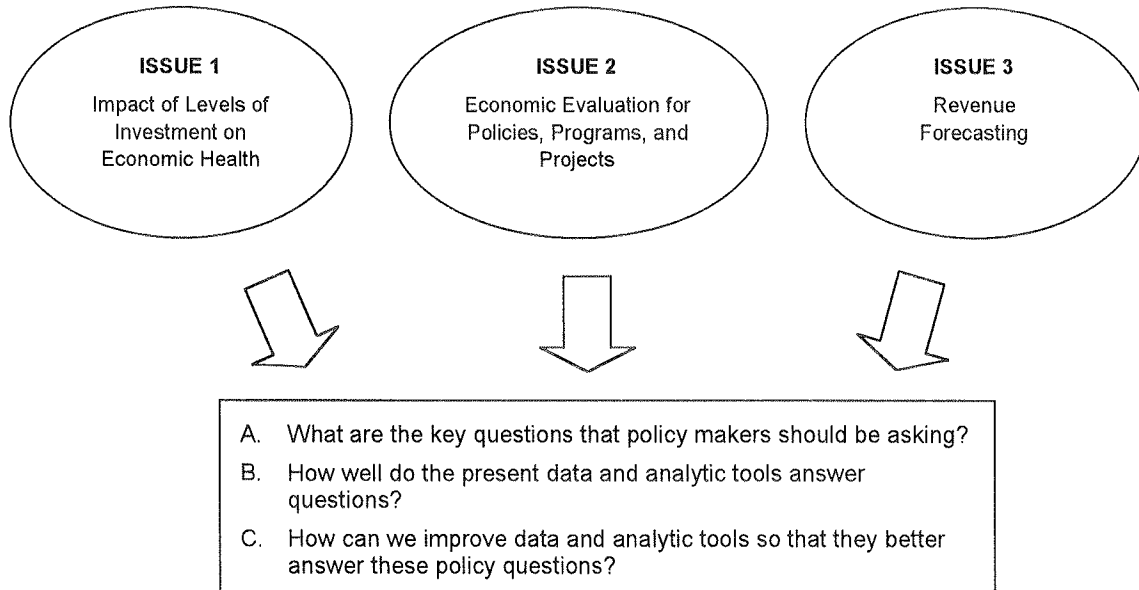 ISSUE 1
Impact of Levels of
Investment on
Economic Health
ISSUE 2
Economic Evaluation for
Policies, Programs, and
Projects
ISSUE 3
Revenue
Forecasting
A. What are the key questions that policy makers should be asking?
B. How well do the present data and analytic tools answer
questions?
C. How can we improve data and analytic tools so that they better
answer these policy questions?